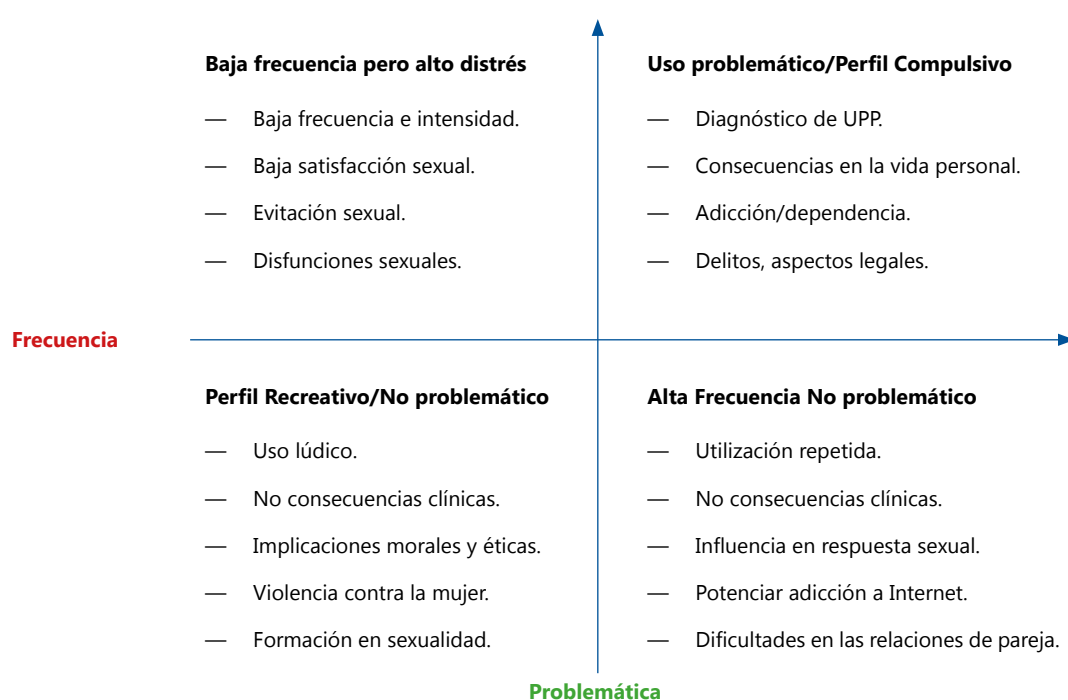 Baja frecuencia pero alto distrés
— Baja frecuencia e intensidad.
— Baja satisfacción sexual.
— Evitación sexual.
— Disfunciones sexuales.
Uso problemático/Perfil Compulsivo
— Diagnóstico de UPP.
— Consecuencias en la vida personal.
— Adicción/dependencia.
— Delitos, aspectos legales.
Frecuencia
Perfil Recreativo/No problemático
— Uso lúdico.
— No consecuencias clínicas.
— Implicaciones morales y éticas.
— Violencia contra la mujer.
— Formación en sexualidad.
Alta Frecuencia No problemático
— Utilización repetida.
— No consecuencias clínicas.
— Influencia en respuesta sexual.
— Potenciar adicción a Internet.
— Dificultades en las relaciones de pareja.
Problemática